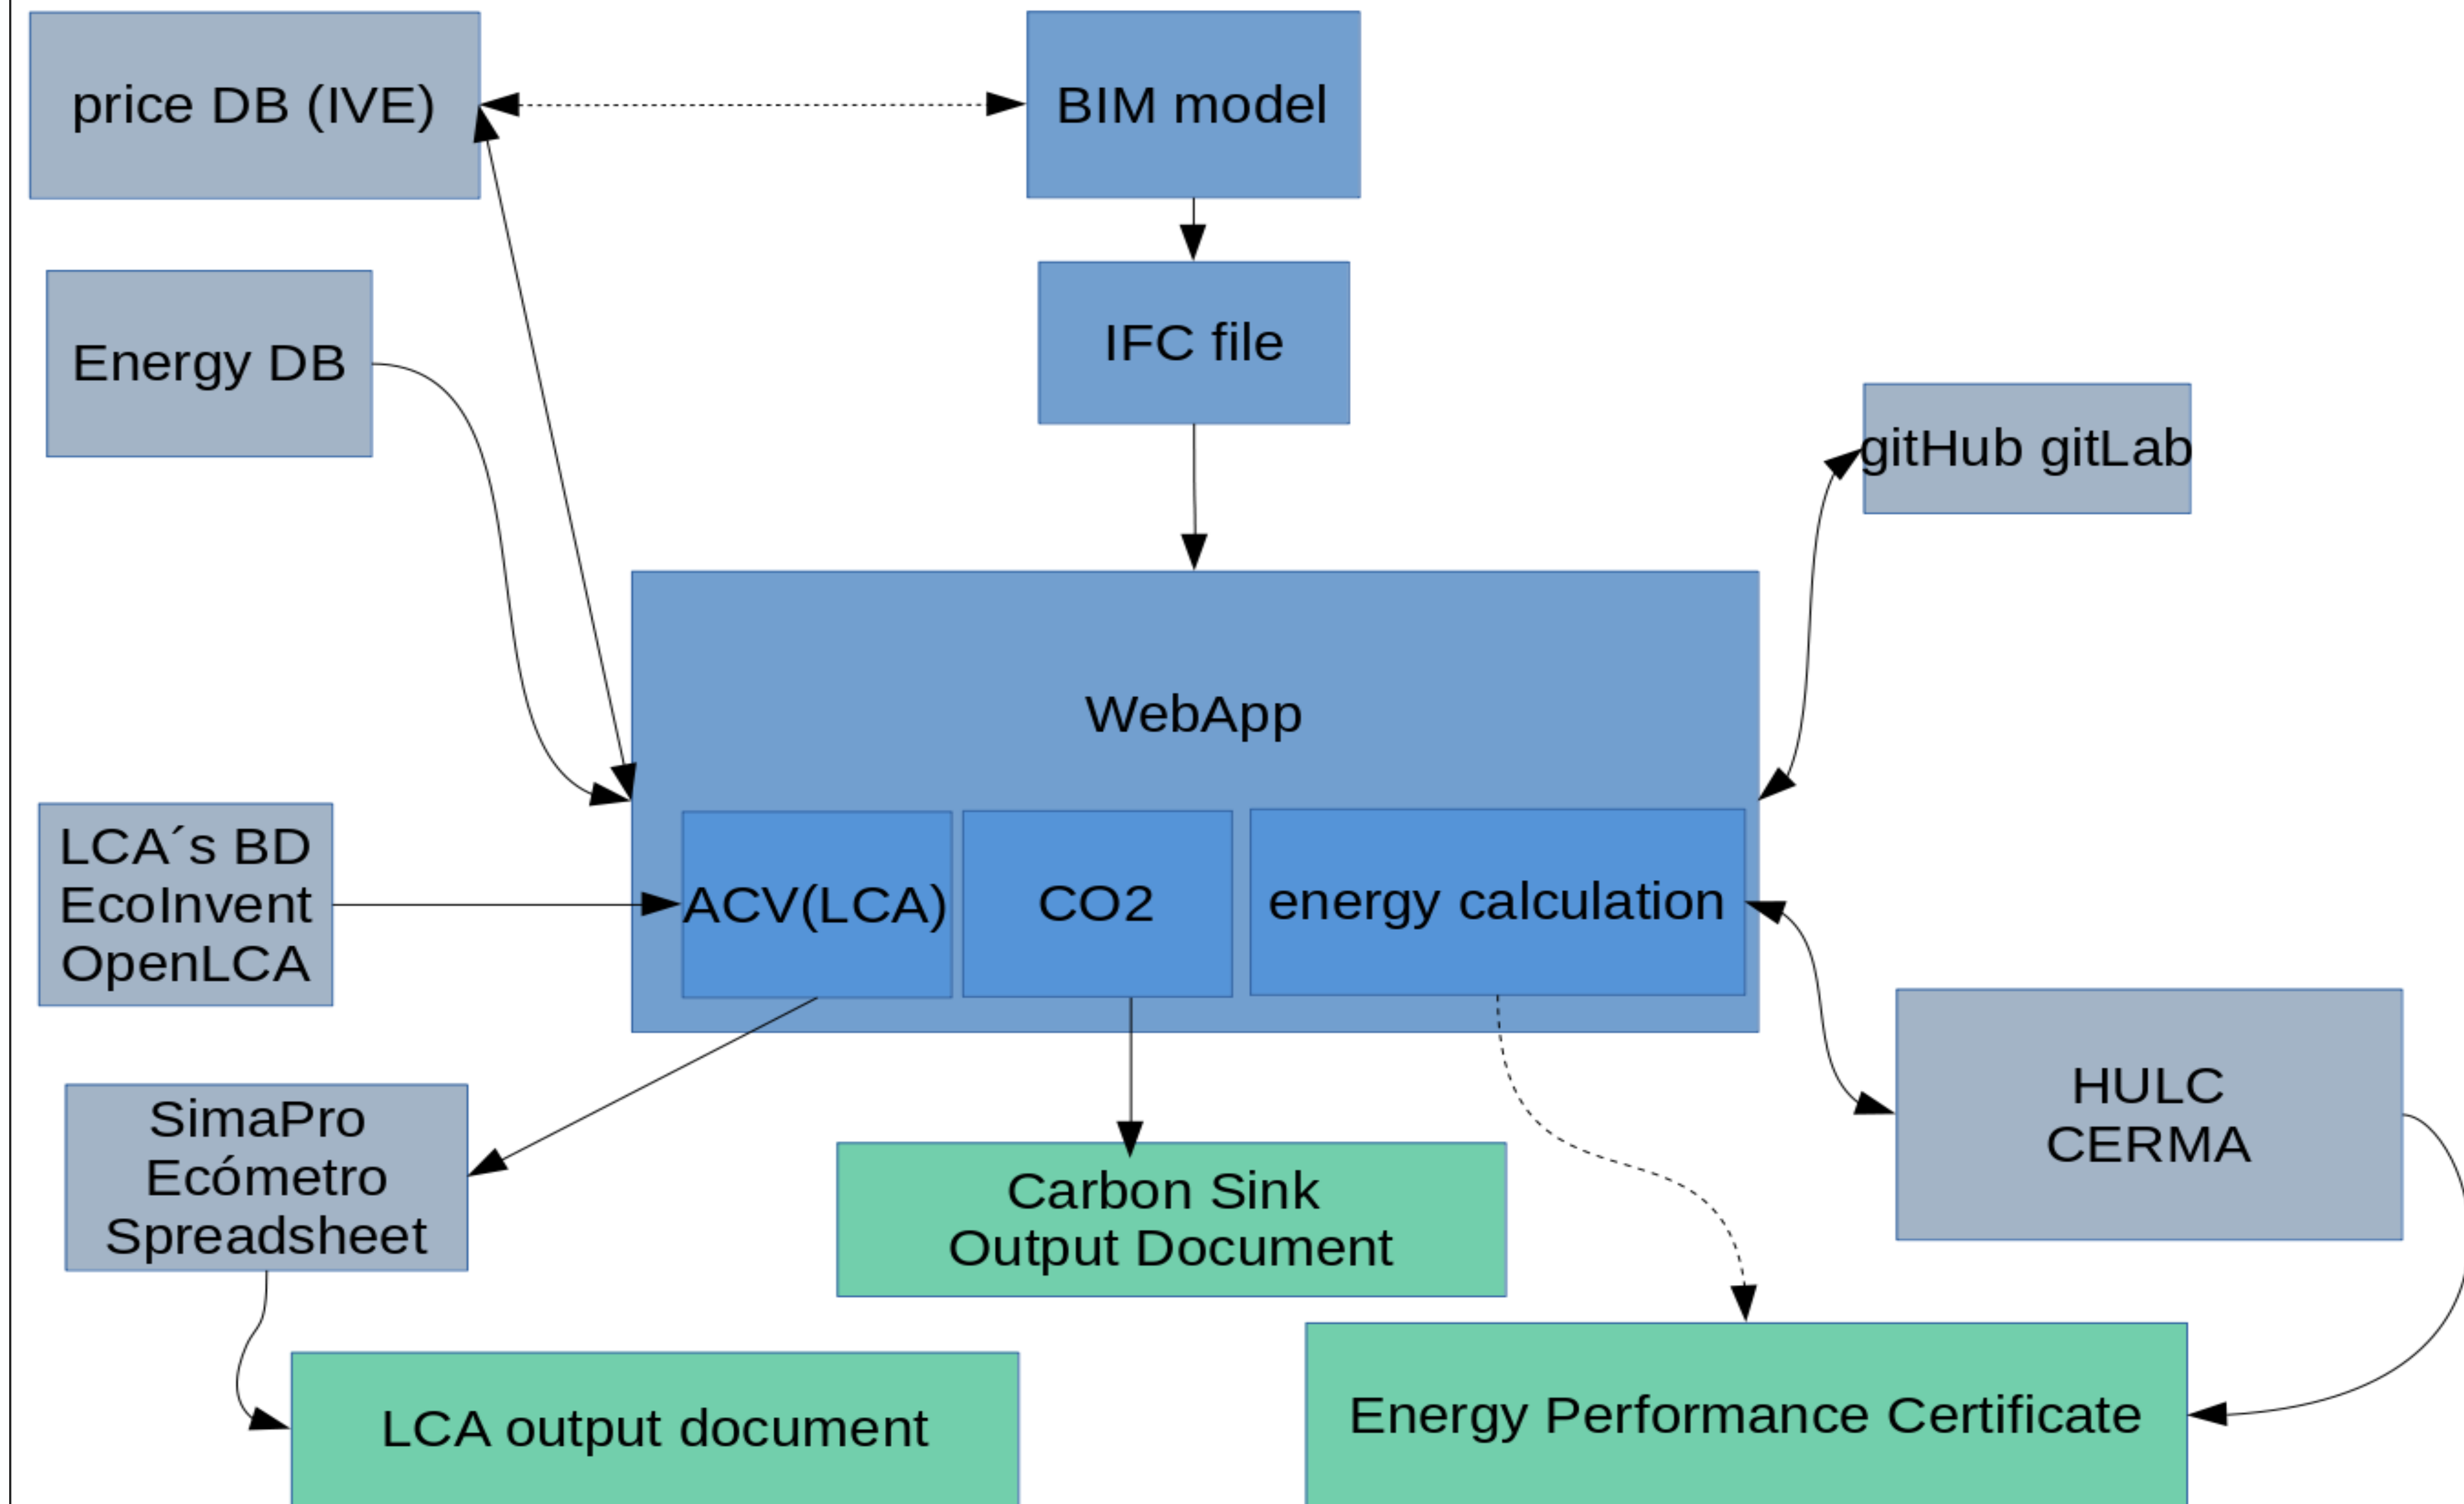 price DB (IVE)
BIM model
Energy DB
IFC file
gitHub gitLab
WebApp
LCA´s BD
EcoInvent
OpenLCA
ACV(LCA)
CO2
energy calculation
SimaPro
Ecómetro
Spreadsheet
Carbon Sink
Output Document
HULC
CERMA
LCA output document
Energy Performance Certificate